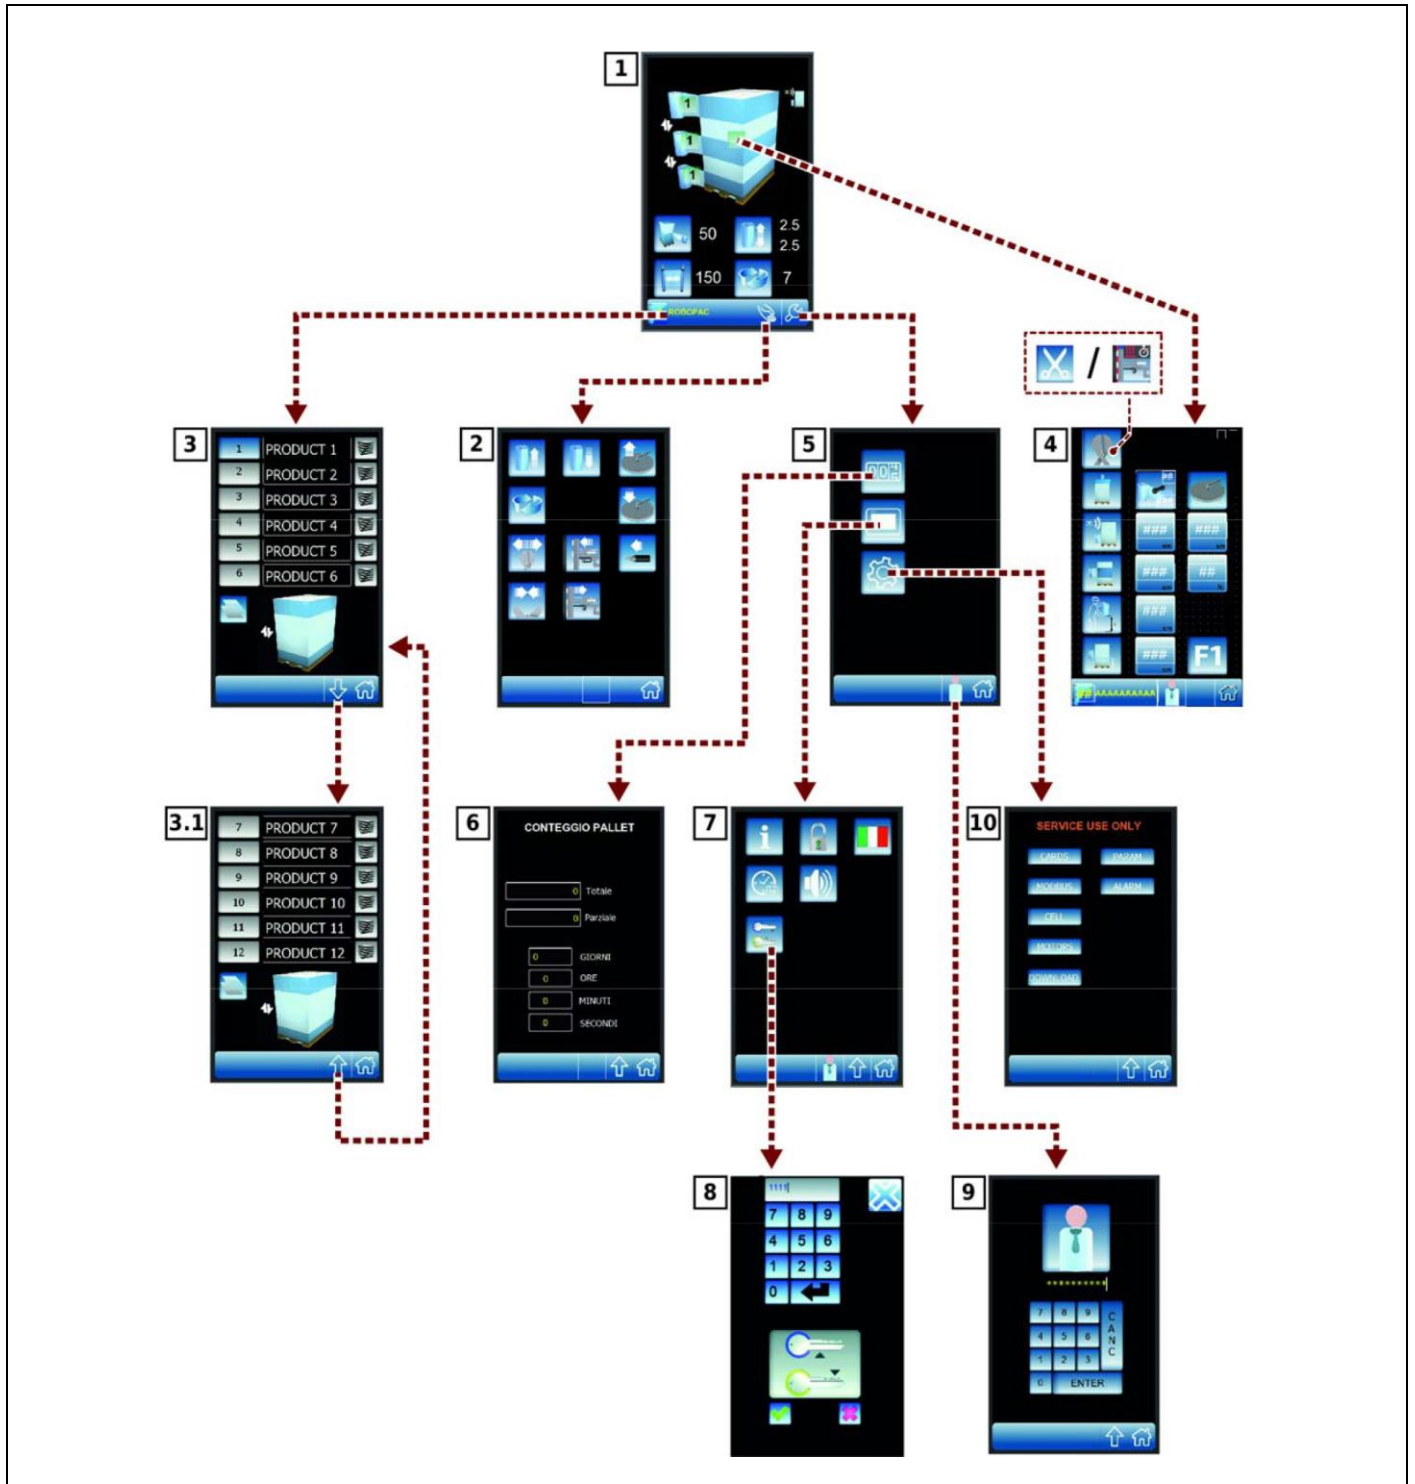 1
1
1
1
50
2.5
2.5
150
7
ROBOPAC
/
3
1 PRODUCT 1
2 PRODUCT 2
3 PRODUCT 3
4 PRODUCT 4
5 PRODUCT 5
6 PRODUCT 6
2
5
4
### ###
### ##
###
### F1
## AAAAAAAAAA
3.1
7 PRODUCT 7
8 PRODUCT 8
9 PRODUCT 9
10 PRODUCT 10
11 PRODUCT 11
12 PRODUCT 12
6
CONTEGGIO PALLET
0 Totale
0 Parziale
0 GIORNI
0 ORE
0 MINUTI
0 SECONDI
7
i
10
SERVICE USE ONLY
CARDS PARAM
MODBUS ALARM
CELL
MOTORS
DOWNLOAD
8
1111
7 8 9
4 5 6
1 2 3
0
9
**********
7 8 9
4 5 6
1 2 3
CANC
0 ENTER